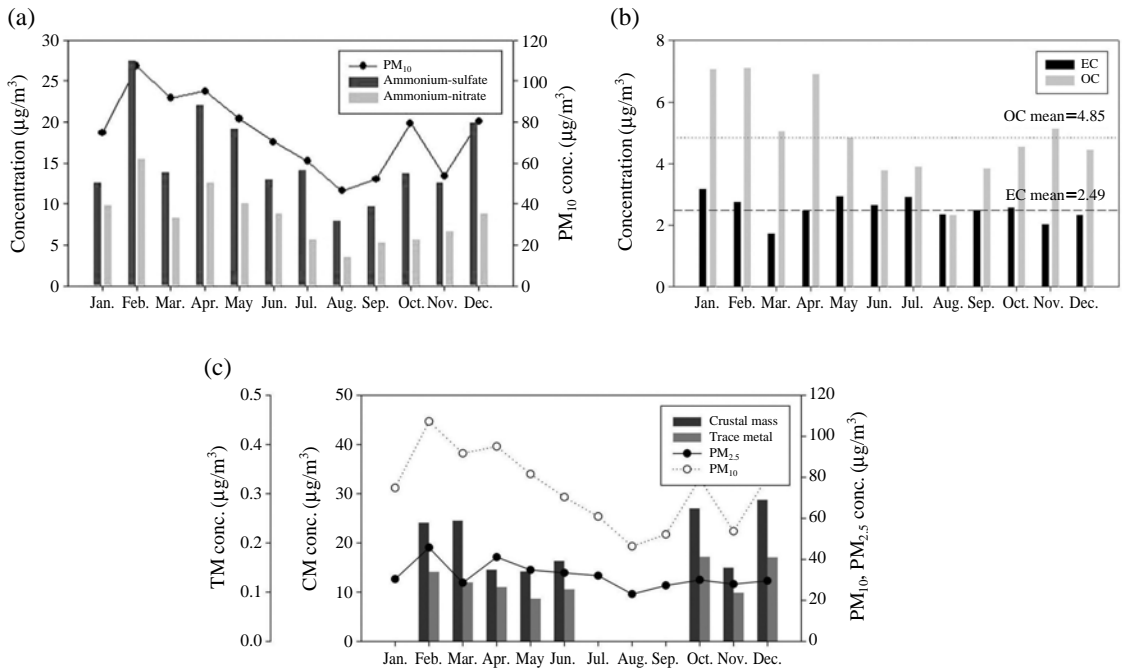 (a)
30
25
20
15
10
5
0
Concentration (μg/m³)
120
100
80
60
40
20
0
PM₁₀ conc. (μg/m³)
PM₁₀
Ammonium-sulfate
Ammonium-nitrate
Jan. Feb. Mar. Apr. May Jun. Jul. Aug. Sep. Oct. Nov. Dec.
(b)
8
6
4
2
0
Concentration (μg/m³)
EC
OC
OC mean=4.85
EC mean=2.49
Jan. Feb. Mar. Apr. May Jun. Jul. Aug. Sep. Oct. Nov. Dec.
(c)
0.5
0.4
0.3
0.2
0.1
0.0
TM conc. (μg/m³)
50
40
30
20
10
0
CM conc. (μg/m³)
120
100
80
60
40
20
0
PM₁₀, PM₂.₅ conc. (μg/m³)
Crustal mass
Trace metal
PM₂.₅
PM₁₀
Jan. Feb. Mar. Apr. May Jun. Jul. Aug. Sep. Oct. Nov. Dec.